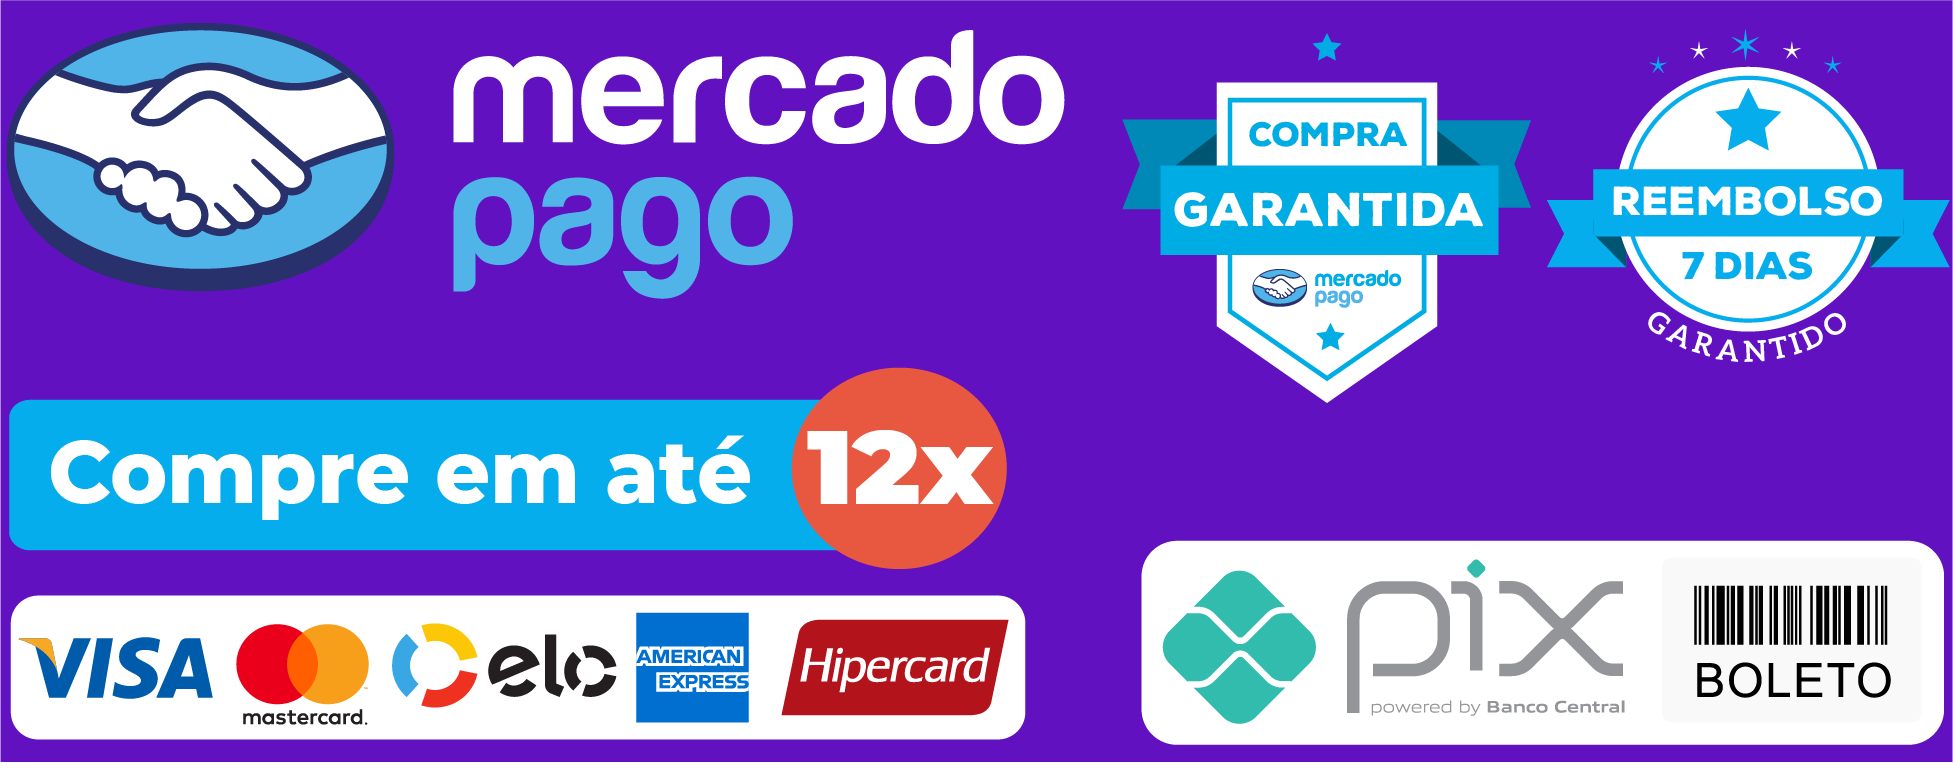 mercado
pago
COMPRA
GARANTIDA
mercado
pago
REEMBOLSO
7 DIAS
GARANTIDO
Compre em até 12x
VISA
mastercard.
elo
AMERICAN
EXPRESS
Hipercard
pix
powered by Banco Central
BOLETO